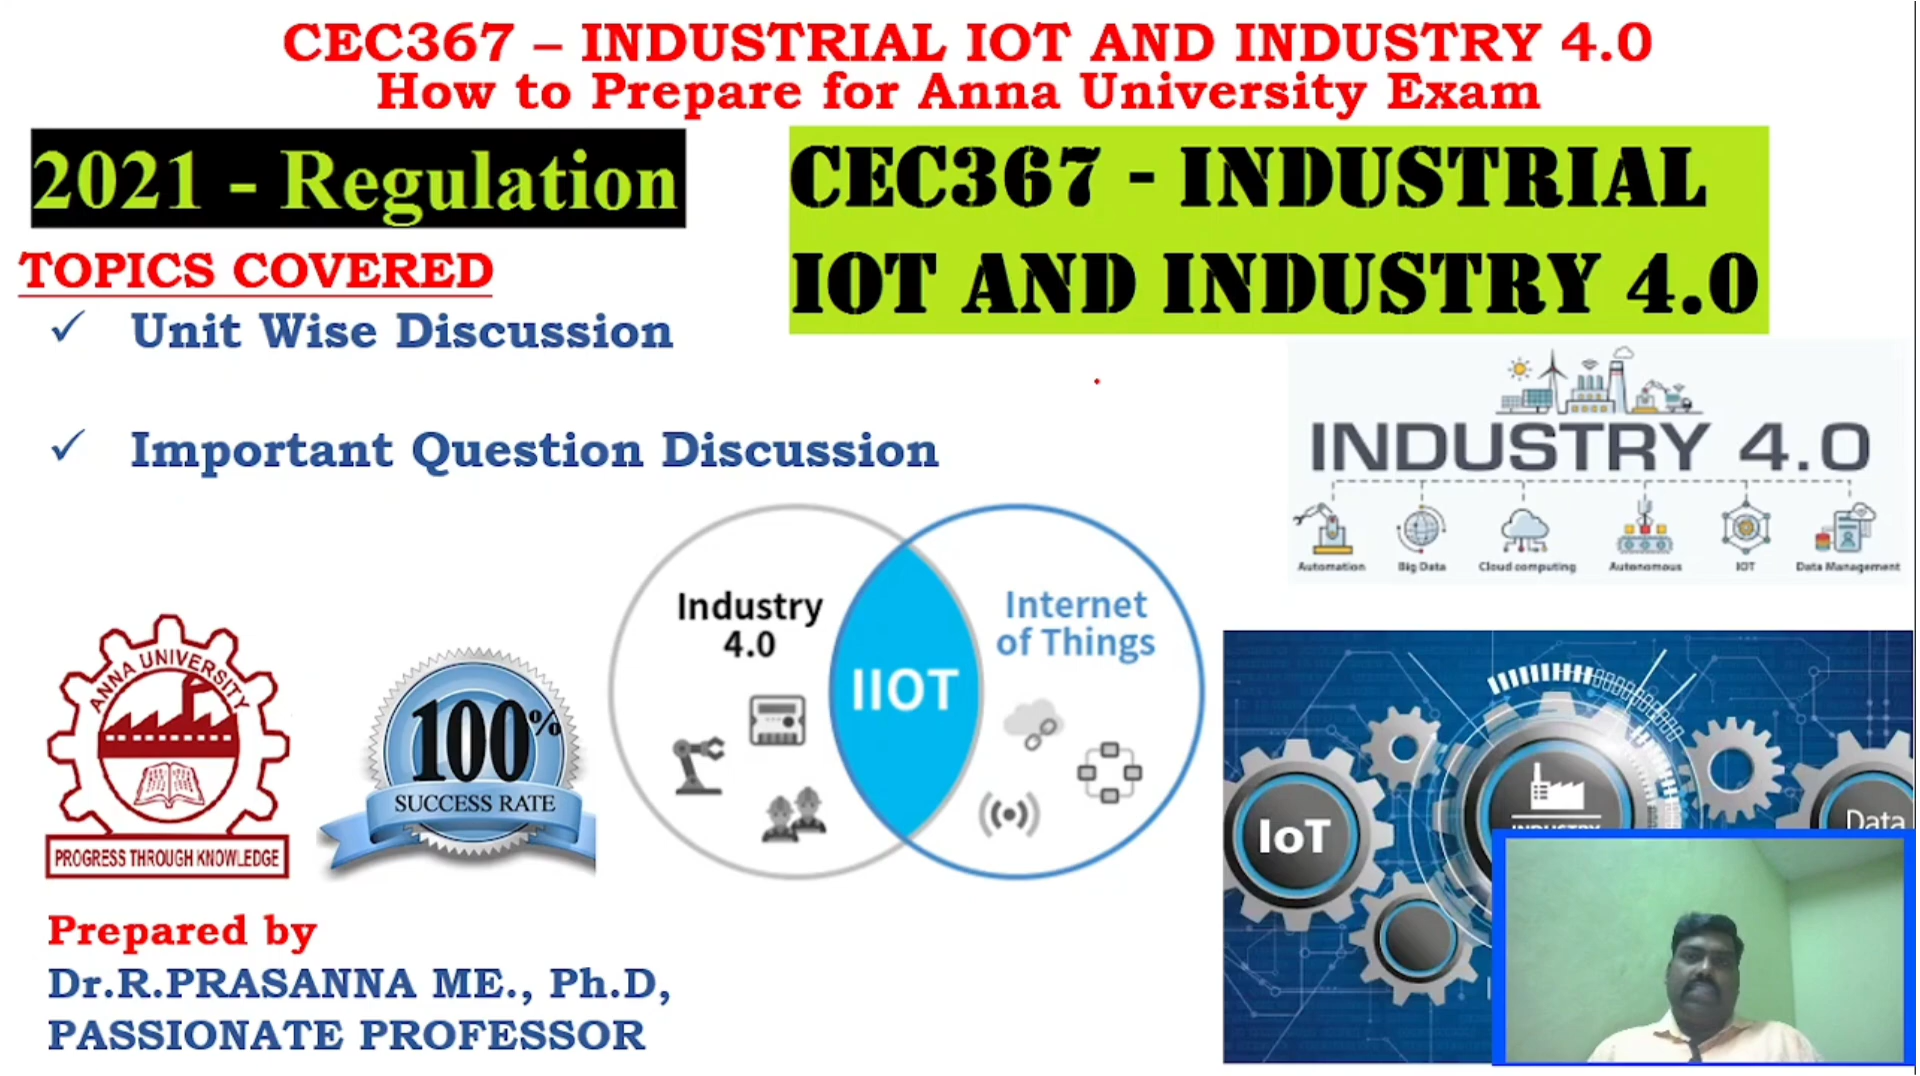 CEC367 – INDUSTRIAL IOT AND INDUSTRY 4.0
How to Prepare for Anna University Exam
2021 - Regulation
CEC367 - INDUSTRIAL
IOT AND INDUSTRY 4.0
TOPICS COVERED
✓ Unit Wise Discussion
✓ Important Question Discussion
INDUSTRY 4.0
Automation Big Data Cloud computing Autonomous IOT Data Management
Industry
4.0
IIOT
Internet
of Things
ANNA UNIVERSITY
PROGRESS THROUGH KNOWLEDGE
100%
SUCCESS RATE
IoT
INDUSTRY
Data
Prepared by
Dr.R.PRASANNA ME., Ph.D,
PASSIONATE PROFESSOR